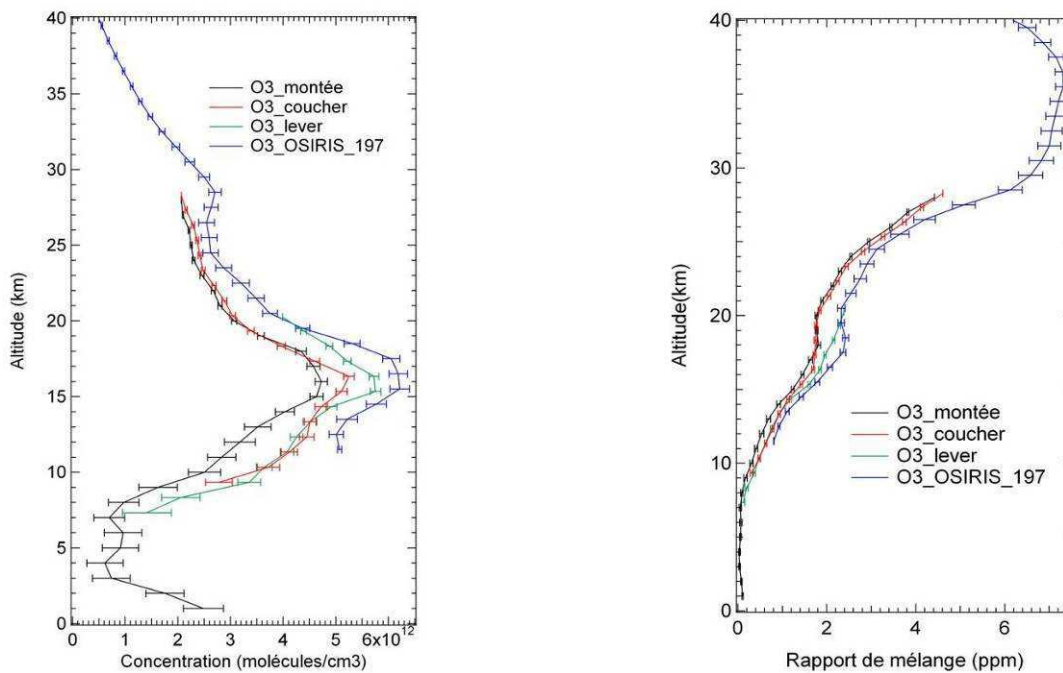 40
35
30
25
20
15
10
5
0
Altitude (km)
O3_montée
O3_coucher
O3_lever
O3_OSIRIS_197
0 1 2 3 4 5 6x10^12
Concentration (molécules/cm3)
40
30
20
10
0
Altitude(km)
O3_montée
O3_coucher
O3_lever
O3_OSIRIS_197
0 2 4 6
Rapport de mélange (ppm)